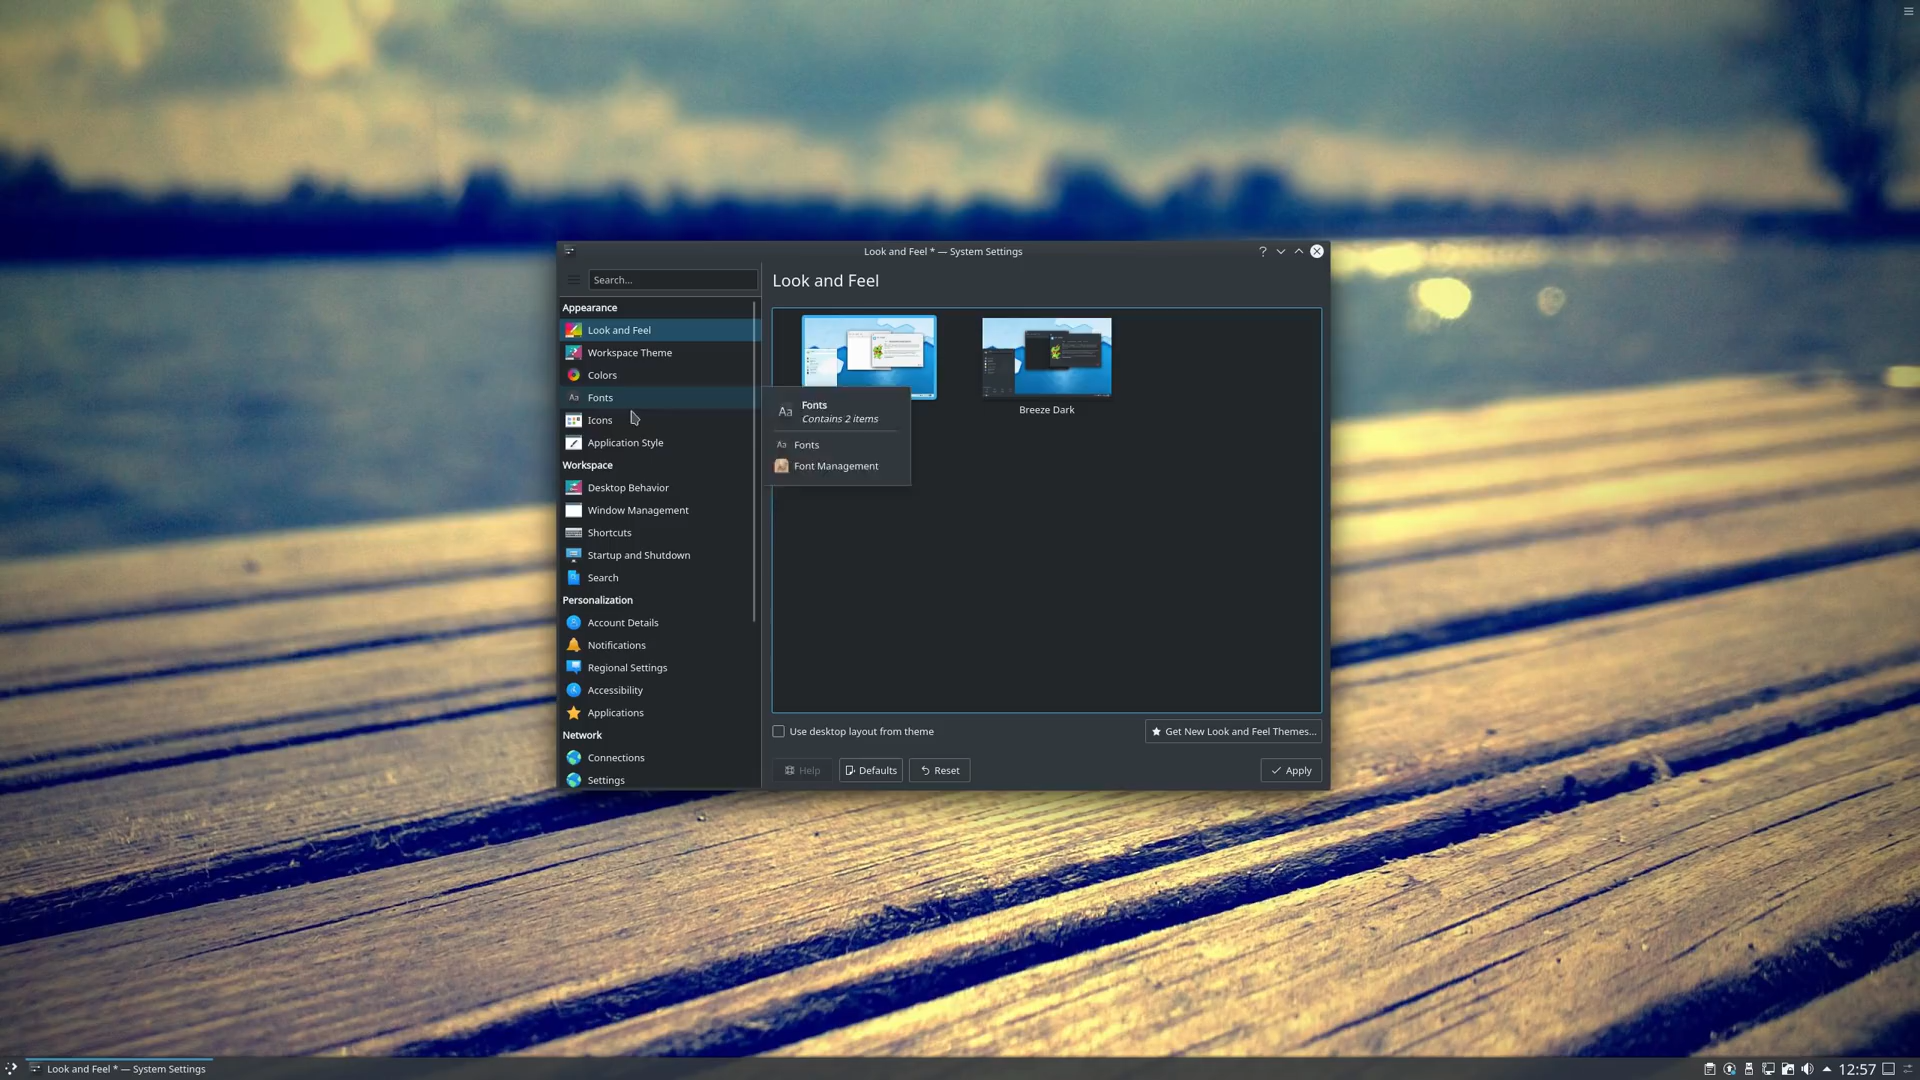 Look and Feel * — System Settings
Search...
Look and Feel
Appearance
Look and Feel
Workspace Theme
Colors
Fonts
Icons
Application Style
Workspace
Desktop Behavior
Window Management
Shortcuts
Startup and Shutdown
Search
Personalization
Account Details
Notifications
Regional Settings
Accessibility
Applications
Network
Connections
Settings
Breeze Dark
Aa Fonts
Contains 2 items
Aa Fonts
Font Management
Use desktop layout from theme
Get New Look and Feel Themes...
Help
Defaults
Reset
Apply
Look and Feel * — System Settings
12:57